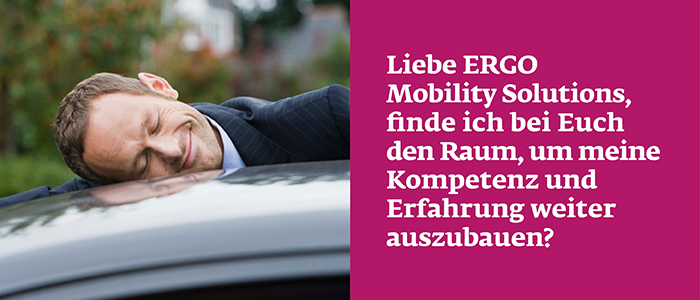 Liebe ERGO
Mobility Solutions,
finde ich bei Euch
den Raum, um meine
Kompetenz und
Erfahrung weiter
auszubauen?